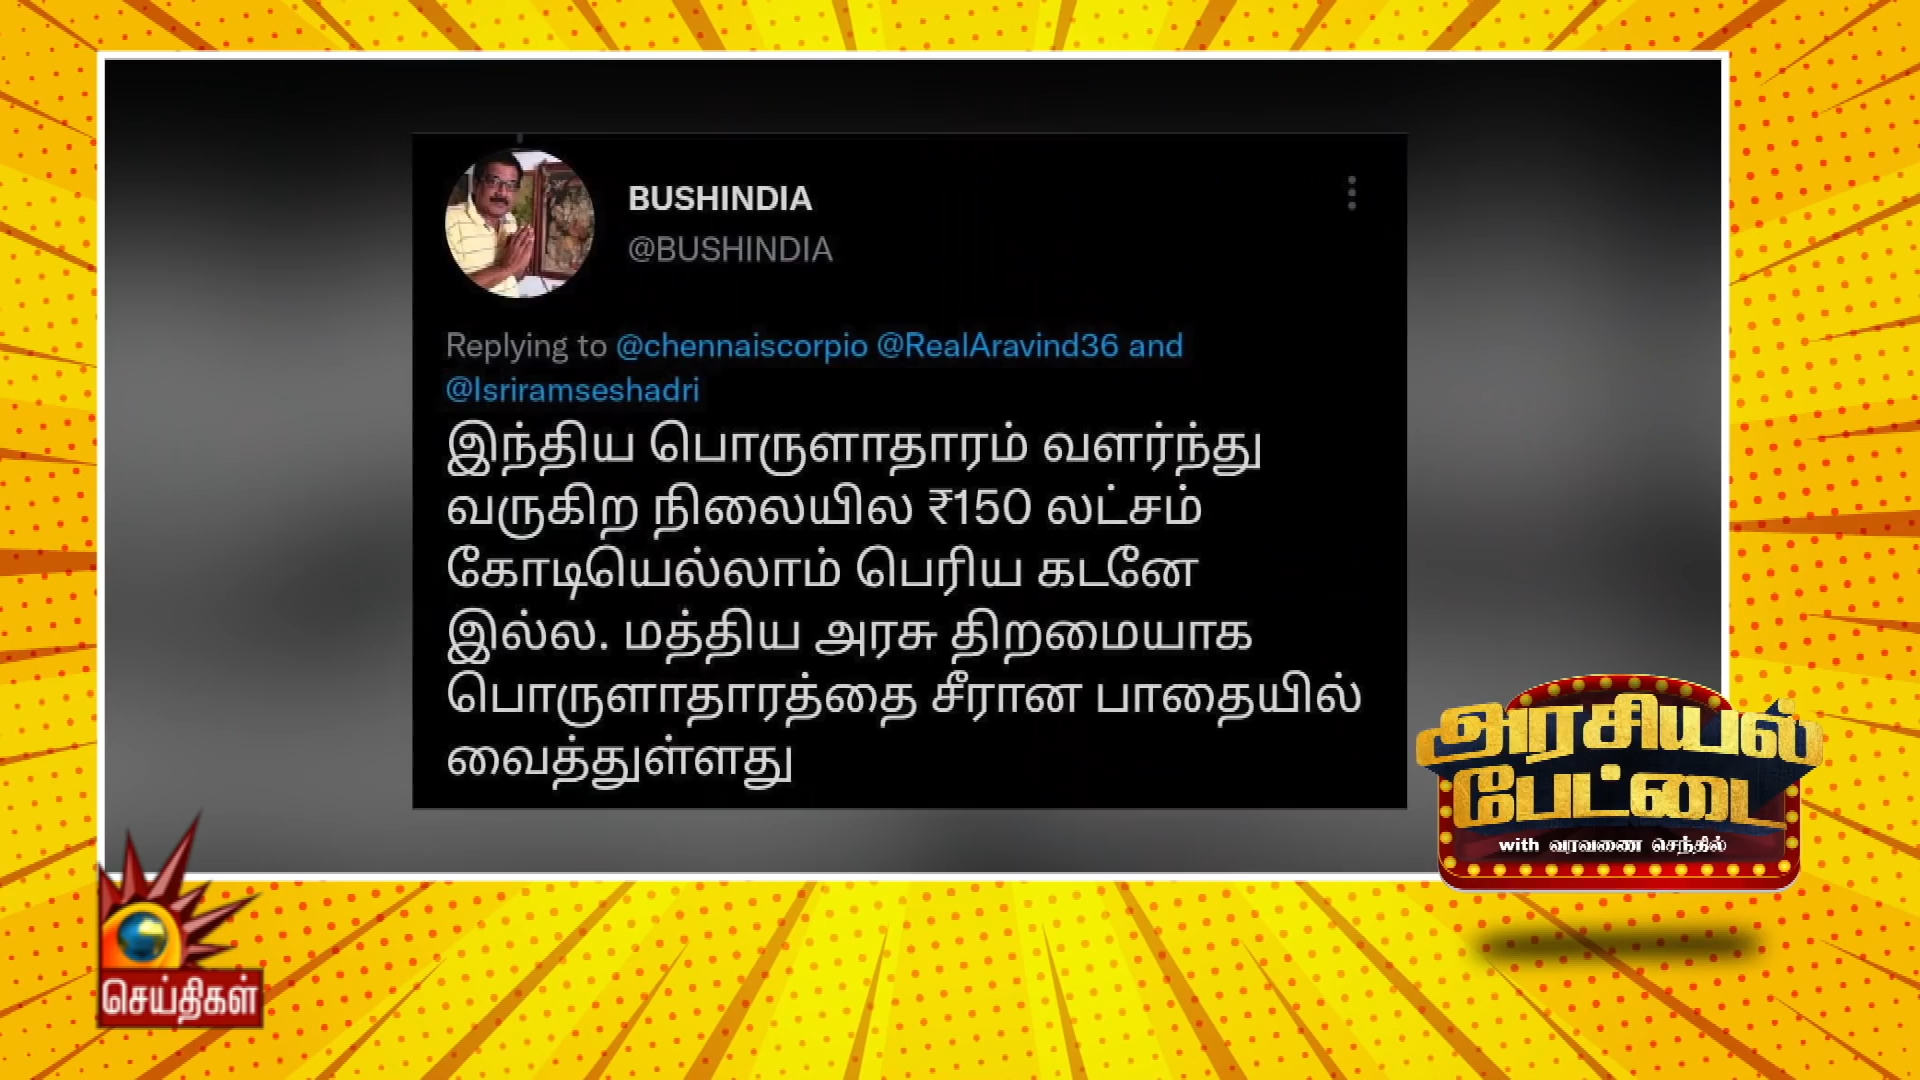 BUSHINDIA
@BUSHINDIA
Replying to @chennaiscorpio @RealAravind36 and
@lsriramseshadri
இந்திய பொருளாதாரம் வளர்ந்து
வருகிற நிலையில ₹150 லட்சம்
கோடியெல்லாம் பெரிய கடனே
இல்ல. மத்திய அரசு திறமையாக
பொருளாதாரத்தை சீரான பாதையில்
வைத்துள்ளது
அரசியல்
பேட்டை
with வரவணை செந்தில்
செய்திகள்